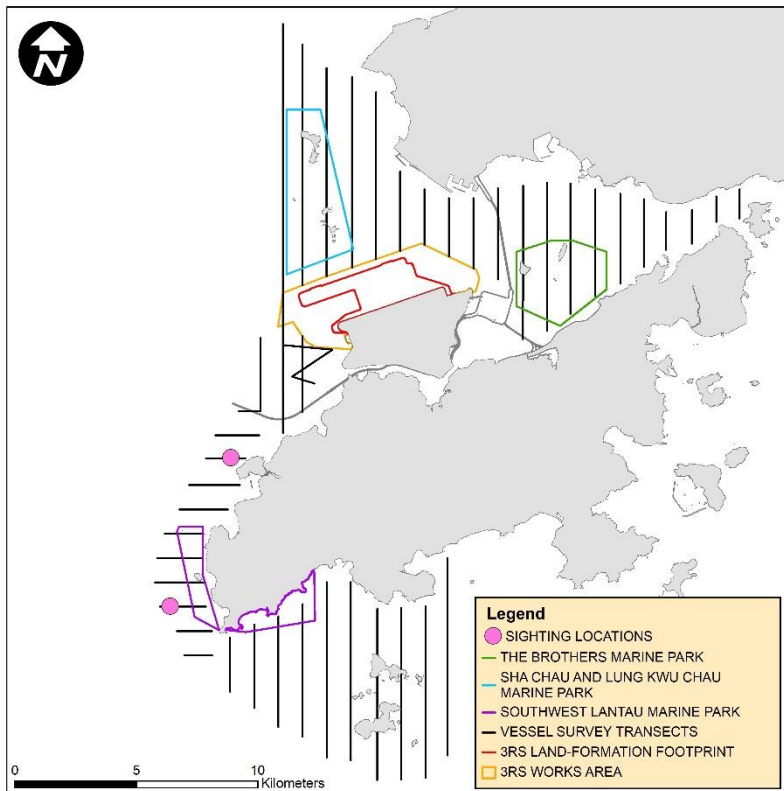 N
Legend
SIGHTING LOCATIONS
THE BROTHERS MARINE PARK
SHA CHAU AND LUNG KWU CHAU
MARINE PARK
SOUTHWEST LANTAU MARINE PARK
VESSEL SURVEY TRANSECTS
3RS LAND-FORMATION FOOTPRINT
3RS WORKS AREA
0 5 10
Kilometers